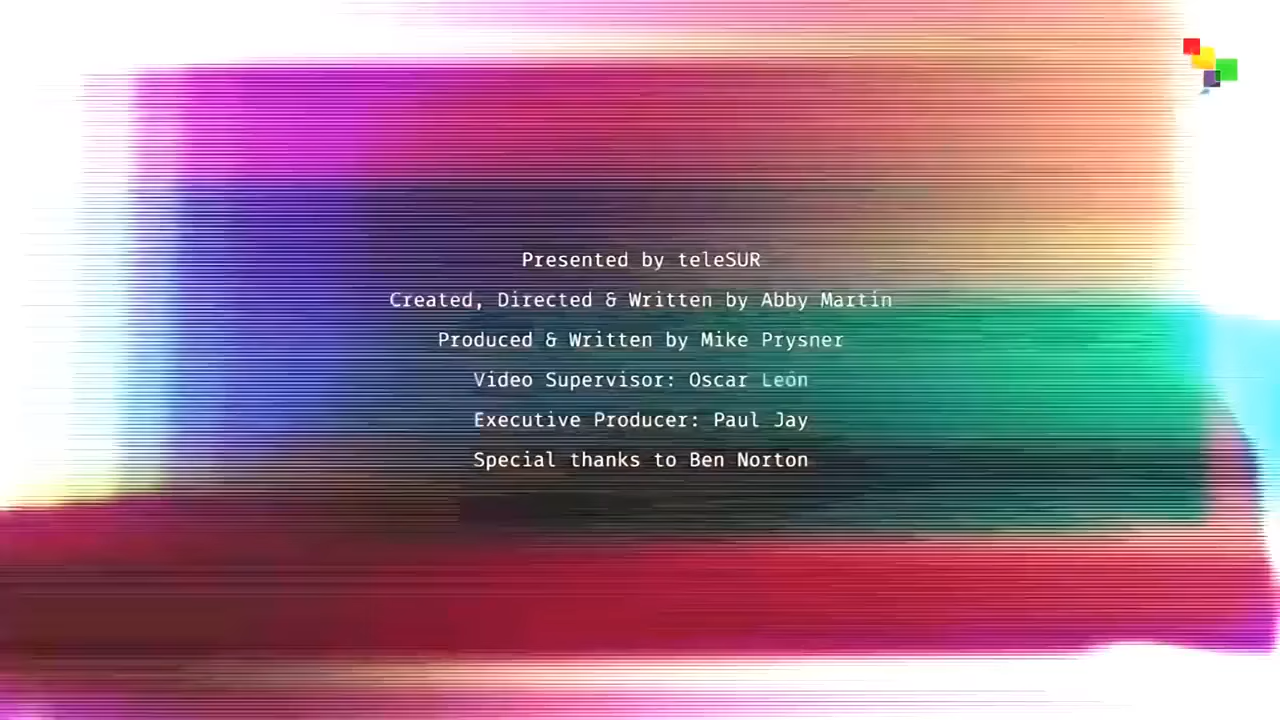 Presented by teleSUR
Created, Directed & Written by Abby Martin
Produced & Written by Mike Prysner
Video Supervisor: Oscar León
Executive Producer: Paul Jay
Special thanks to Ben Norton